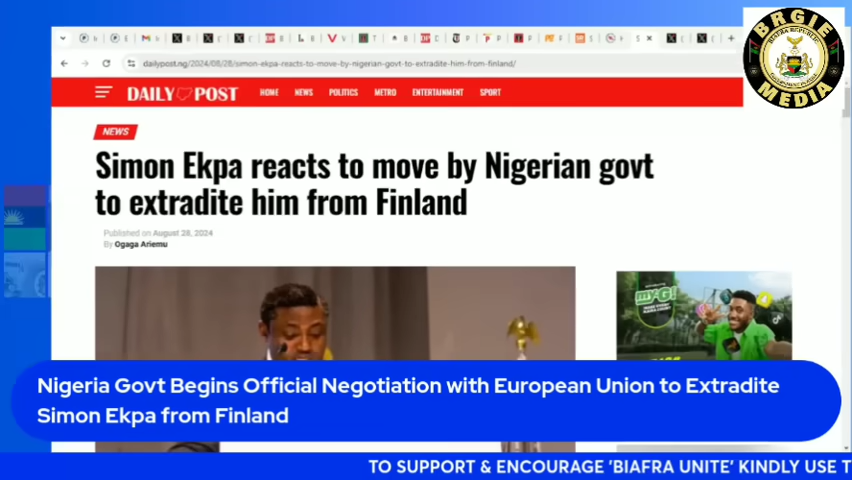 BRGIE
BIAFRA REPUBLIC
MEDIA
dailypost.ng/2024/08/28/simon-ekpa-reacts-to-move-by-nigerian-govt-to-extradite-him-from-finland/
DAILY POST
HOME NEWS POLITICS METRO ENTERTAINMENT SPORT
NEWS
Simon Ekpa reacts to move by Nigerian govt
to extradite him from Finland
Published on August 28, 2024
By Ogaga Ariemu
my-G!
Nigeria Govt Begins Official Negotiation with European Union to Extradite
Simon Ekpa from Finland
TO SUPPORT & ENCOURAGE 'BIAFRA UNITE' KINDLY USE T